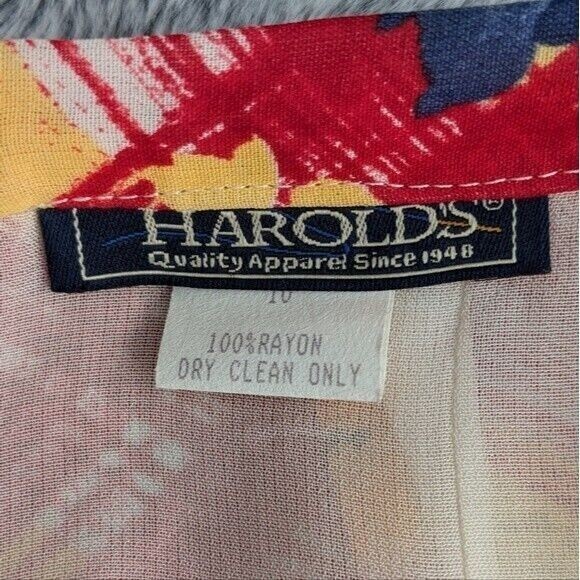 HAROLD'S®
Quality Apparel Since 1948
10
100%RAYON
DRY CLEAN ONLY